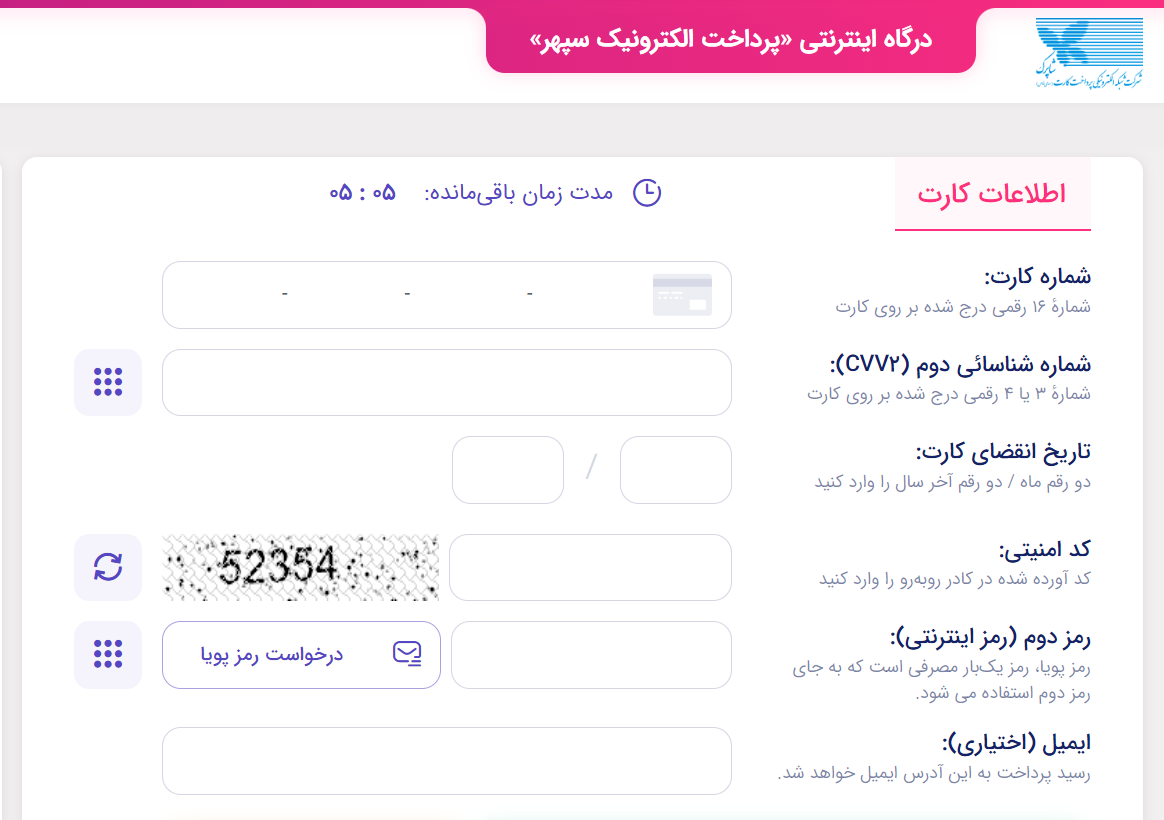 درگاه اینترنتی «پرداخت الکترونیک سپهر»
شاپرک
شرکت شبکه الکترونیکی پرداخت کارت
اطلاعات کارت
مدت زمان باقی‌مانده: ۰۵ : ۰۵
شماره کارت:
شمارهٔ ۱۶ رقمی درج شده بر روی کارت
- - -
شماره شناسائی دوم (CVV۲):
شمارهٔ ۳ یا ۴ رقمی درج شده بر روی کارت
تاریخ انقضای کارت:
دو رقم ماه / دو رقم آخر سال را وارد کنید
/
کد امنیتی:
کد آورده شده در کادر روبه‌رو را وارد کنید
52354
رمز دوم (رمز اینترنتی):
رمز پویا، رمز یک‌بار مصرفی است که به جای
رمز دوم استفاده می شود.
درخواست رمز پویا
ایمیل (اختیاری):
رسید پرداخت به این آدرس ایمیل خواهد شد.